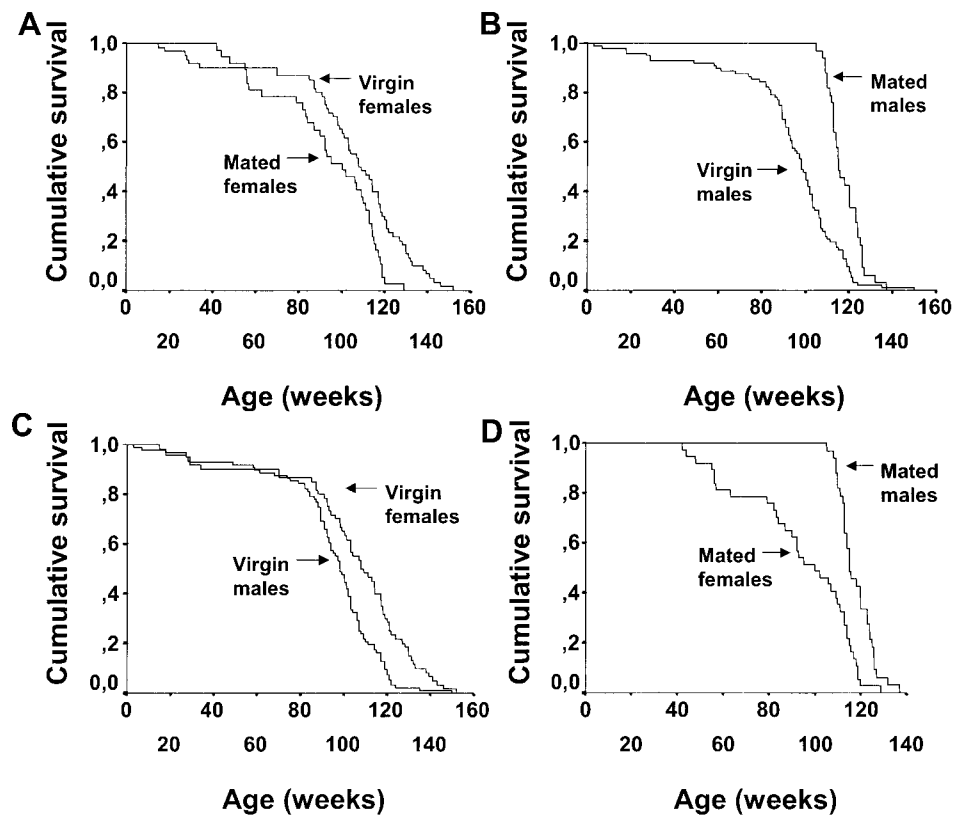 A
Cumulative survival
1,0
,8
,6
,4
,2
0,0
Virgin
females
Mated
females
0 40 80 120 160
20 60 100 140
Age (weeks)
B
Cumulative survival
1,0
,8
,6
,4
,2
0,0
Mated
males
Virgin
males
0 40 80 120 160
20 60 100 140
Age (weeks)
C
Cumulative survival
1,0
,8
,6
,4
,2
0,0
Virgin
females
Virgin
males
0 40 80 120 160
20 60 100 140
Age (weeks)
D
Cumulative survival
1,0
,8
,6
,4
,2
0,0
Mated
males
Mated
females
0 40 80 120
20 60 100 140
Age (weeks)